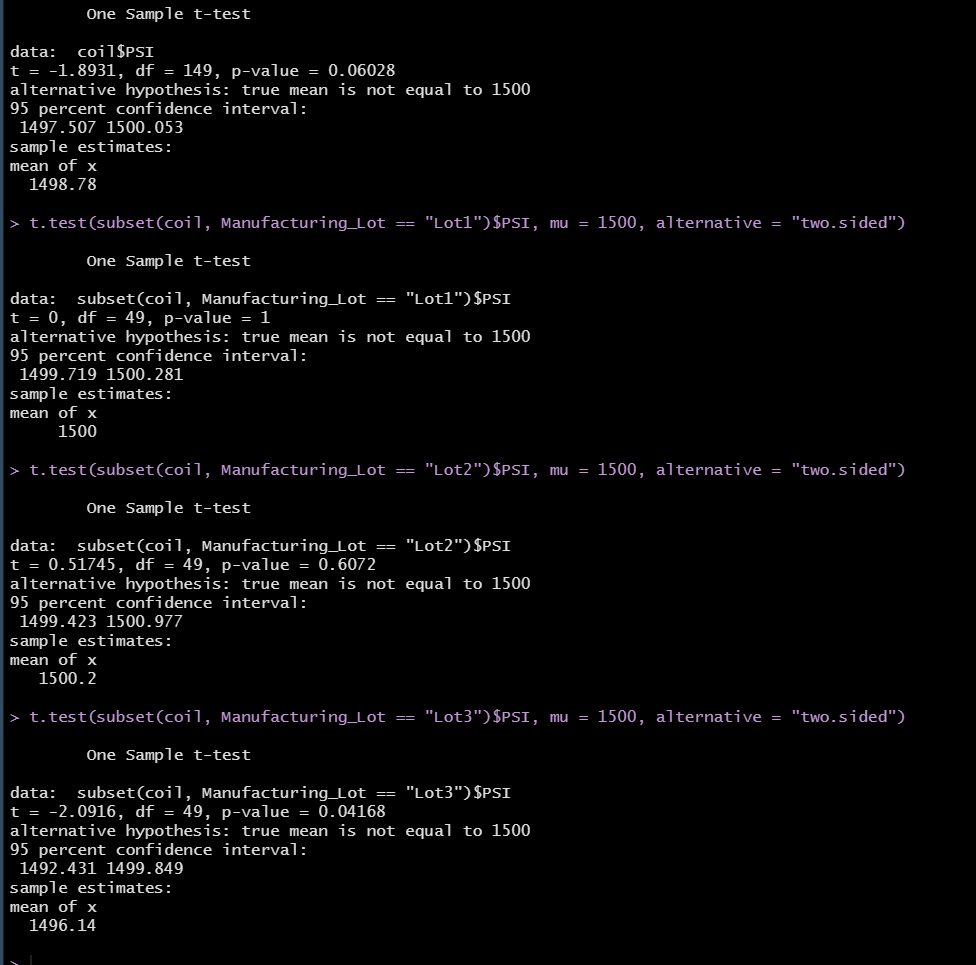 One Sample t-test
data:  coil$PSI
t = -1.8931, df = 149, p-value = 0.06028
alternative hypothesis: true mean is not equal to 1500
95 percent confidence interval:
 1497.507 1500.053
sample estimates:
mean of x
  1498.78
> t.test(subset(coil, Manufacturing_Lot == "Lot1")$PSI, mu = 1500, alternative = "two.sided")
One Sample t-test
data:  subset(coil, Manufacturing_Lot == "Lot1")$PSI
t = 0, df = 49, p-value = 1
alternative hypothesis: true mean is not equal to 1500
95 percent confidence interval:
 1499.719 1500.281
sample estimates:
mean of x
     1500
> t.test(subset(coil, Manufacturing_Lot == "Lot2")$PSI, mu = 1500, alternative = "two.sided")
One Sample t-test
data:  subset(coil, Manufacturing_Lot == "Lot2")$PSI
t = 0.51745, df = 49, p-value = 0.6072
alternative hypothesis: true mean is not equal to 1500
95 percent confidence interval:
 1499.423 1500.977
sample estimates:
mean of x
   1500.2
> t.test(subset(coil, Manufacturing_Lot == "Lot3")$PSI, mu = 1500, alternative = "two.sided")
One Sample t-test
data:  subset(coil, Manufacturing_Lot == "Lot3")$PSI
t = -2.0916, df = 49, p-value = 0.04168
alternative hypothesis: true mean is not equal to 1500
95 percent confidence interval:
 1492.431 1499.849
sample estimates:
mean of x
  1496.14
>